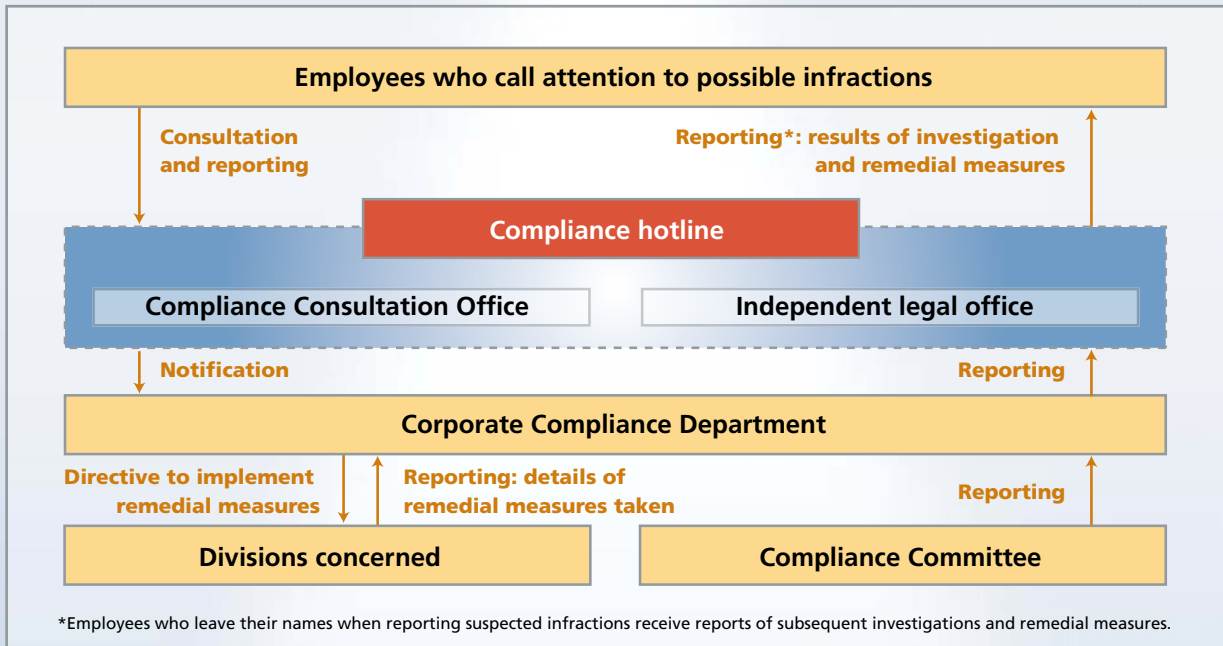 Employees who call attention to possible infractions
Consultation
and reporting
Reporting*: results of investigation
and remedial measures
Compliance hotline
Compliance Consultation Office
Independent legal office
Notification
Reporting
Corporate Compliance Department
Directive to implement
remedial measures
Reporting: details of
remedial measures taken
Reporting
Divisions concerned
Compliance Committee
*Employees who leave their names when reporting suspected infractions receive reports of subsequent investigations and remedial measures.